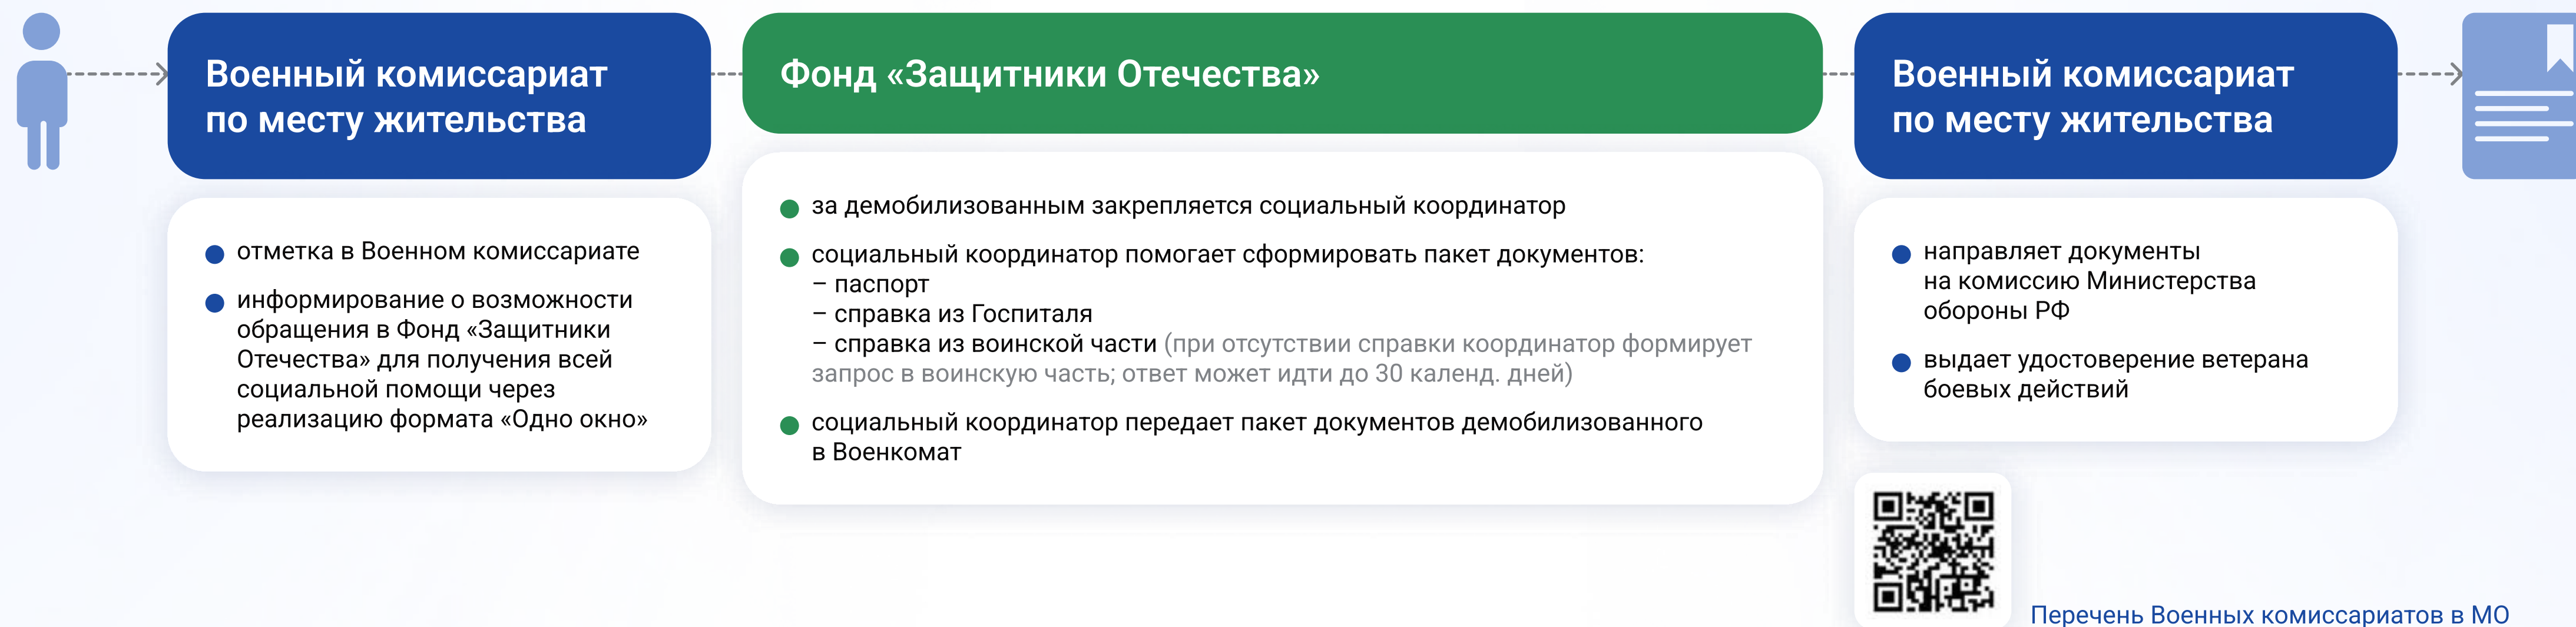 Военный комиссариат
по месту жительства
отметка в Военном комиссариате
информирование о возможности
обращения в Фонд «Защитники
Отечества» для получения всей
социальной помощи через
реализацию формата «Одно окно»
Фонд «Защитники Отечества»
за демобилизованным закрепляется социальный координатор
социальный координатор помогает сформировать пакет документов:
– паспорт
– справка из Госпиталя
– справка из воинской части (при отсутствии справки координатор формирует
запрос в воинскую часть; ответ может идти до 30 календ. дней)
социальный координатор передает пакет документов демобилизованного
в Военкомат
Военный комиссариат
по месту жительства
направляет документы
на комиссию Министерства
обороны РФ
выдает удостоверение ветерана
боевых действий
Перечень Военных комиссариатов в МО